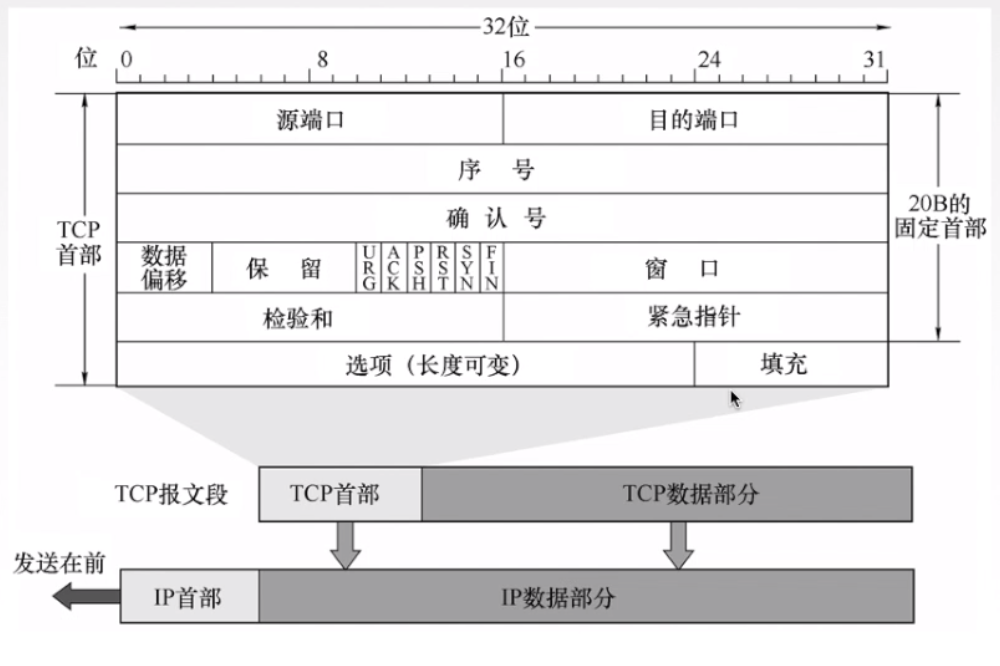 32位
位 0 8 16 24 31
源端口 目的端口
序 号
TCP
首部
确 认 号
20B的
固定首部
数据
偏移
保 留
URG ACK PSH RST SYN FIN
窗 口
检验和 紧急指针
选项（长度可变） 填充
TCP报文段 TCP首部 TCP数据部分
发送在前
IP首部 IP数据部分